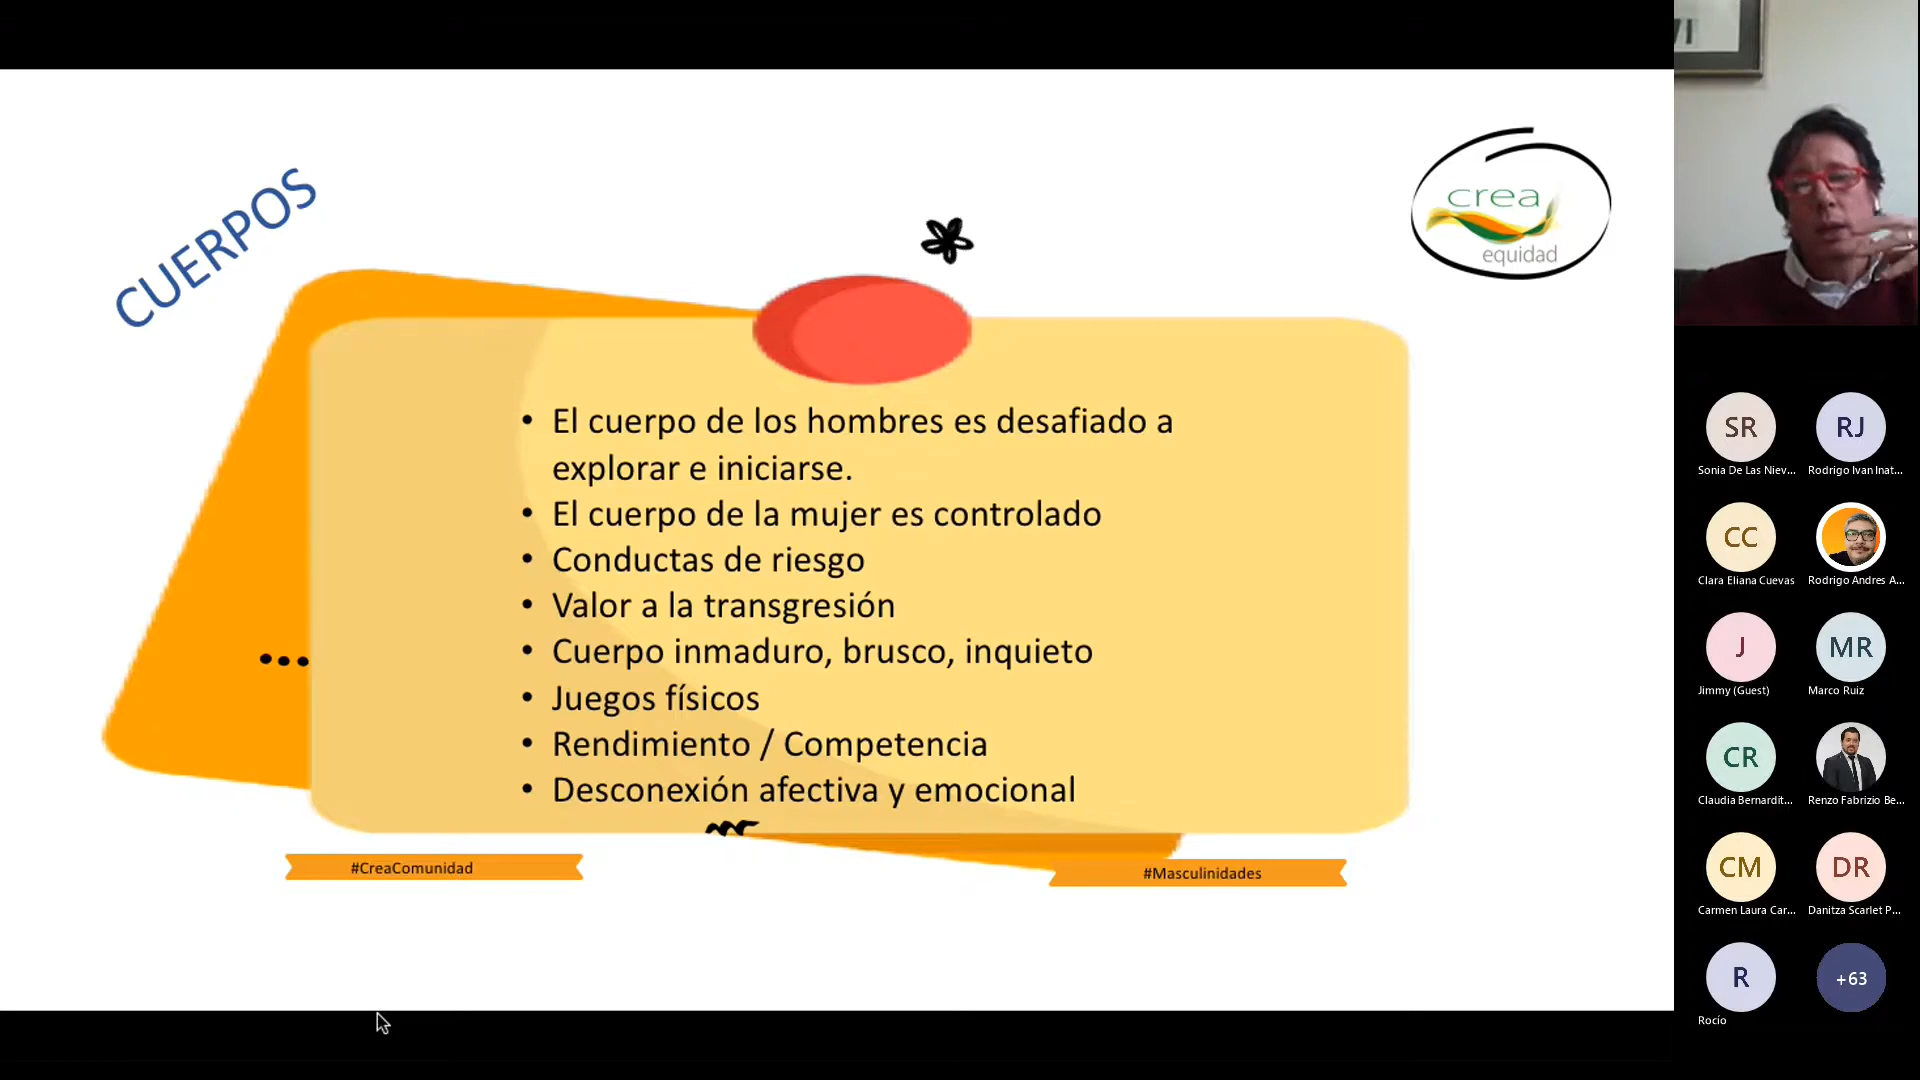 CUERPOS
crea
equidad
• El cuerpo de los hombres es desafiado a
explorar e iniciarse.
• El cuerpo de la mujer es controlado
• Conductas de riesgo
• Valor a la transgresión
• Cuerpo inmaduro, brusco, inquieto
• Juegos físicos
• Rendimiento / Competencia
• Desconexión afectiva y emocional
#CreaComunidad
#Masculinidades
SR
RJ
Sonia De Las Niev...
Rodrigo Ivan Inat...
CC
Clara Eliana Cuevas
Rodrigo Andres A...
J
MR
Jimmy (Guest)
Marco Ruiz
CR
Claudia Bernardit...
Renzo Fabrizio Be...
CM
DR
Carmen Laura Car...
Danitza Scarlet P...
R
+63
Rocío